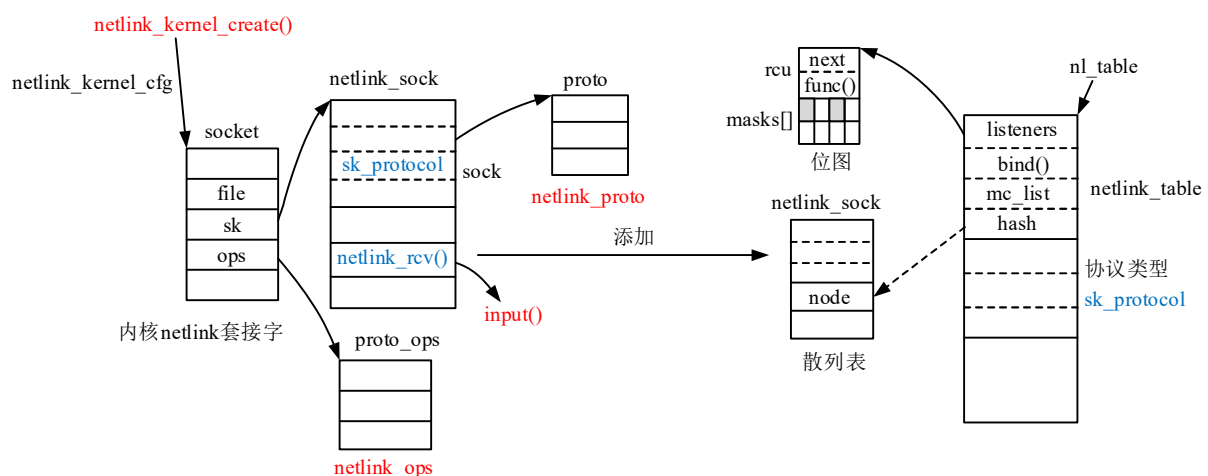 netlink_kernel_create()
netlink_kernel_cfg
socket
file
sk
ops
内核netlink套接字
netlink_sock
sk_protocol
sock
netlink_rcv()
input()
proto
netlink_proto
proto_ops
netlink_ops
添加
rcu
next
func()
masks[]
位图
netlink_sock
node
散列表
nl_table
listeners
bind()
mc_list
hash
netlink_table
协议类型
sk_protocol